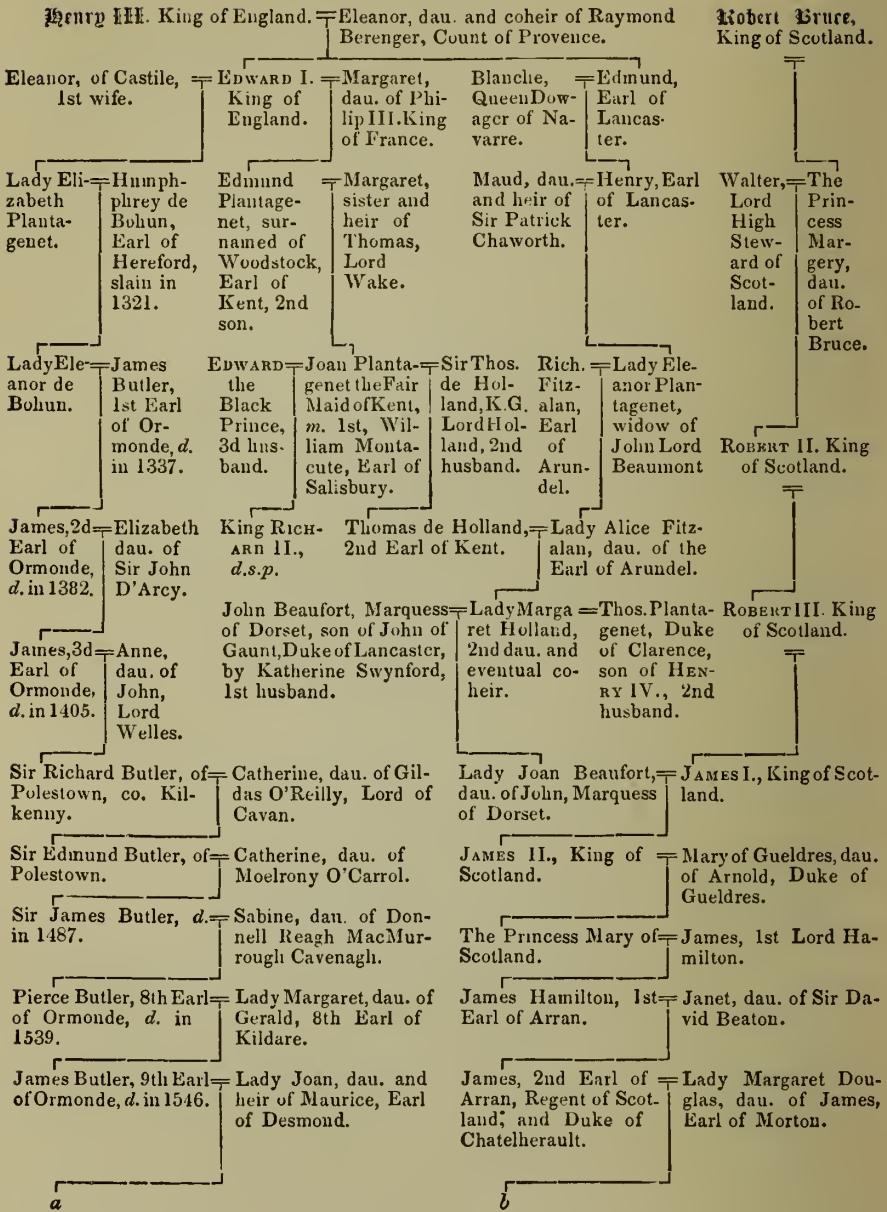 Henry III. King of England.
Eleanor, dau. and coheir of Raymond
Berenger, Count of Provence.
Robert Bruce,
King of Scotland.
Eleanor, of Castile,
1st wife.
EDWARD I.
King of
England.
Margaret,
dau. of Phi-
lip III. King
of France.
Blanche,
Queen Dow-
ager of Na-
varre.
Edmund,
Earl of
Lancas-
ter.
Lady Eli-
zabeth
Planta-
genet.
Humph-
phrey de
Bohun,
Earl of
Hereford,
slain in
1321.
Edmund
Plantage-
net, sur-
named of
Woodstock,
Earl of
Kent, 2nd
son.
Margaret,
sister and
heir of
Thomas,
Lord
Wake.
Maud, dau.
and heir of
Sir Patrick
Chaworth.
Henry, Earl
of Lancas-
ter.
Walter,
Lord
High
Stew-
ard of
Scot-
land.
The
Prin-
cess
Mar-
gery,
dau.
of Ro-
bert
Bruce.
Lady Ele-
anor de
Bohun.
James
Butler,
1st Earl
of Or-
monde, d.
in 1337.
EDWARD
the
Black
Prince,
3d hus-
band.
Joan Planta-
genet the Fair
Maid of Kent,
m. 1st, Wil-
liam Monta-
cute, Earl of
Salisbury.
Sir Thos.
de Hol-
land, K.G.
Lord Hol-
land, 2nd
husband.
Rich.
Fitz-
alan,
Earl
of
Arun-
del.
Lady Ele-
anor Plan-
tagenet,
widow of
John Lord
Beaumont
ROBERT II. King
of Scotland.
James, 2d
Earl of
Ormonde,
d. in 1382.
Elizabeth
dau. of
Sir John
D'Arcy.
King RICH-
ARN II.,
d.s.p.
Thomas de Holland,
2nd Earl of Kent.
Lady Alice Fitz-
alan, dau. of the
Earl of Arundel.
John Beaufort, Marquess
of Dorset, son of John of
Gaunt, Duke of Lancaster,
by Katherine Swynford,
1st husband.
Lady Marga
ret Holland,
2nd dau. and
eventual co-
heir.
Thos. Planta-
genet, Duke
of Clarence,
son of HEN-
RY IV., 2nd
husband.
ROBERT III. King
of Scotland.
James, 3d
Earl of
Ormonde,
d. in 1405.
Anne,
dau. of
John,
Lord
Welles.
Sir Richard Butler, of
Polestown, co. Kil-
kenny.
Catherine, dau. of Gil-
das O'Reilly, Lord of
Cavan.
Lady Joan Beaufort,
dau. of John, Marquess
of Dorset.
JAMES I., King of Scot-
land.
Sir Edmund Butler, of
Polestown.
Catherine, dau. of
Moelrony O'Carrol.
JAMES II., King of
Scotland.
Mary of Gueldres, dau.
of Arnold, Duke of
Gueldres.
Sir James Butler, d.
in 1487.
Sabine, dau. of Don-
nell Reagh MacMur-
rough Cavenagh.
The Princess Mary of
Scotland.
James, 1st Lord Ha-
milton.
Pierce Butler, 8th Earl
of Ormonde, d. in
1539.
Lady Margaret, dau. of
Gerald, 8th Earl of
Kildare.
James Hamilton, 1st
Earl of Arran.
Janet, dau. of Sir Da-
vid Beaton.
James Butler, 9th Earl
of Ormonde, d. in 1546.
Lady Joan, dau. and
heir of Maurice, Earl
of Desmond.
James, 2nd Earl of
Arran, Regent of Scot-
land; and Duke of
Chatelherault.
Lady Margaret Dou-
glas, dau. of James,
Earl of Morton.
a
b